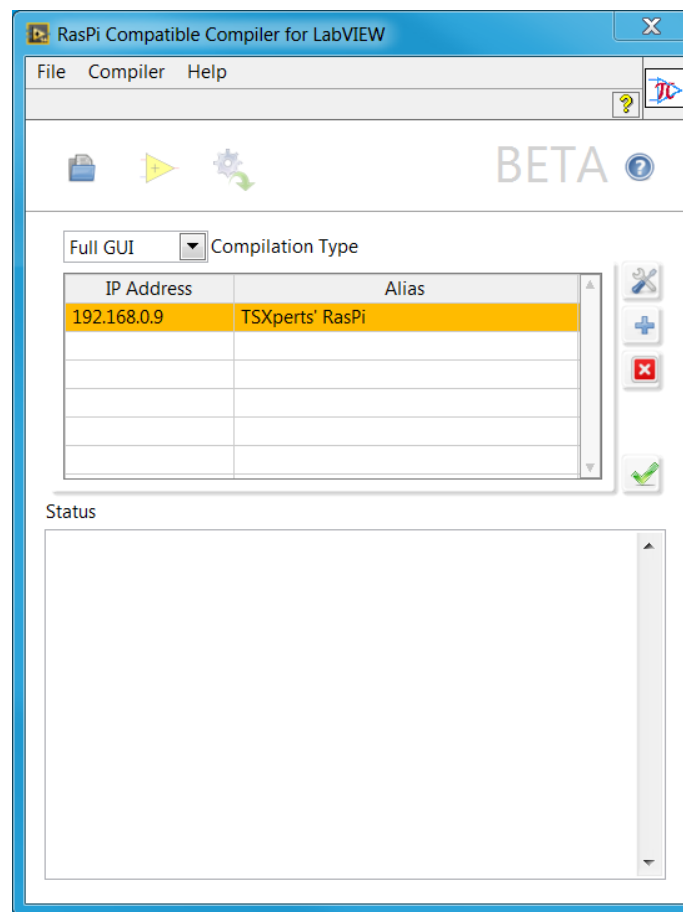 RasPi Compatible Compiler for LabVIEW
File Compiler Help
BETA
Full GUI Compilation Type
IP Address Alias
192.168.0.9 TSXperts' RasPi
Status